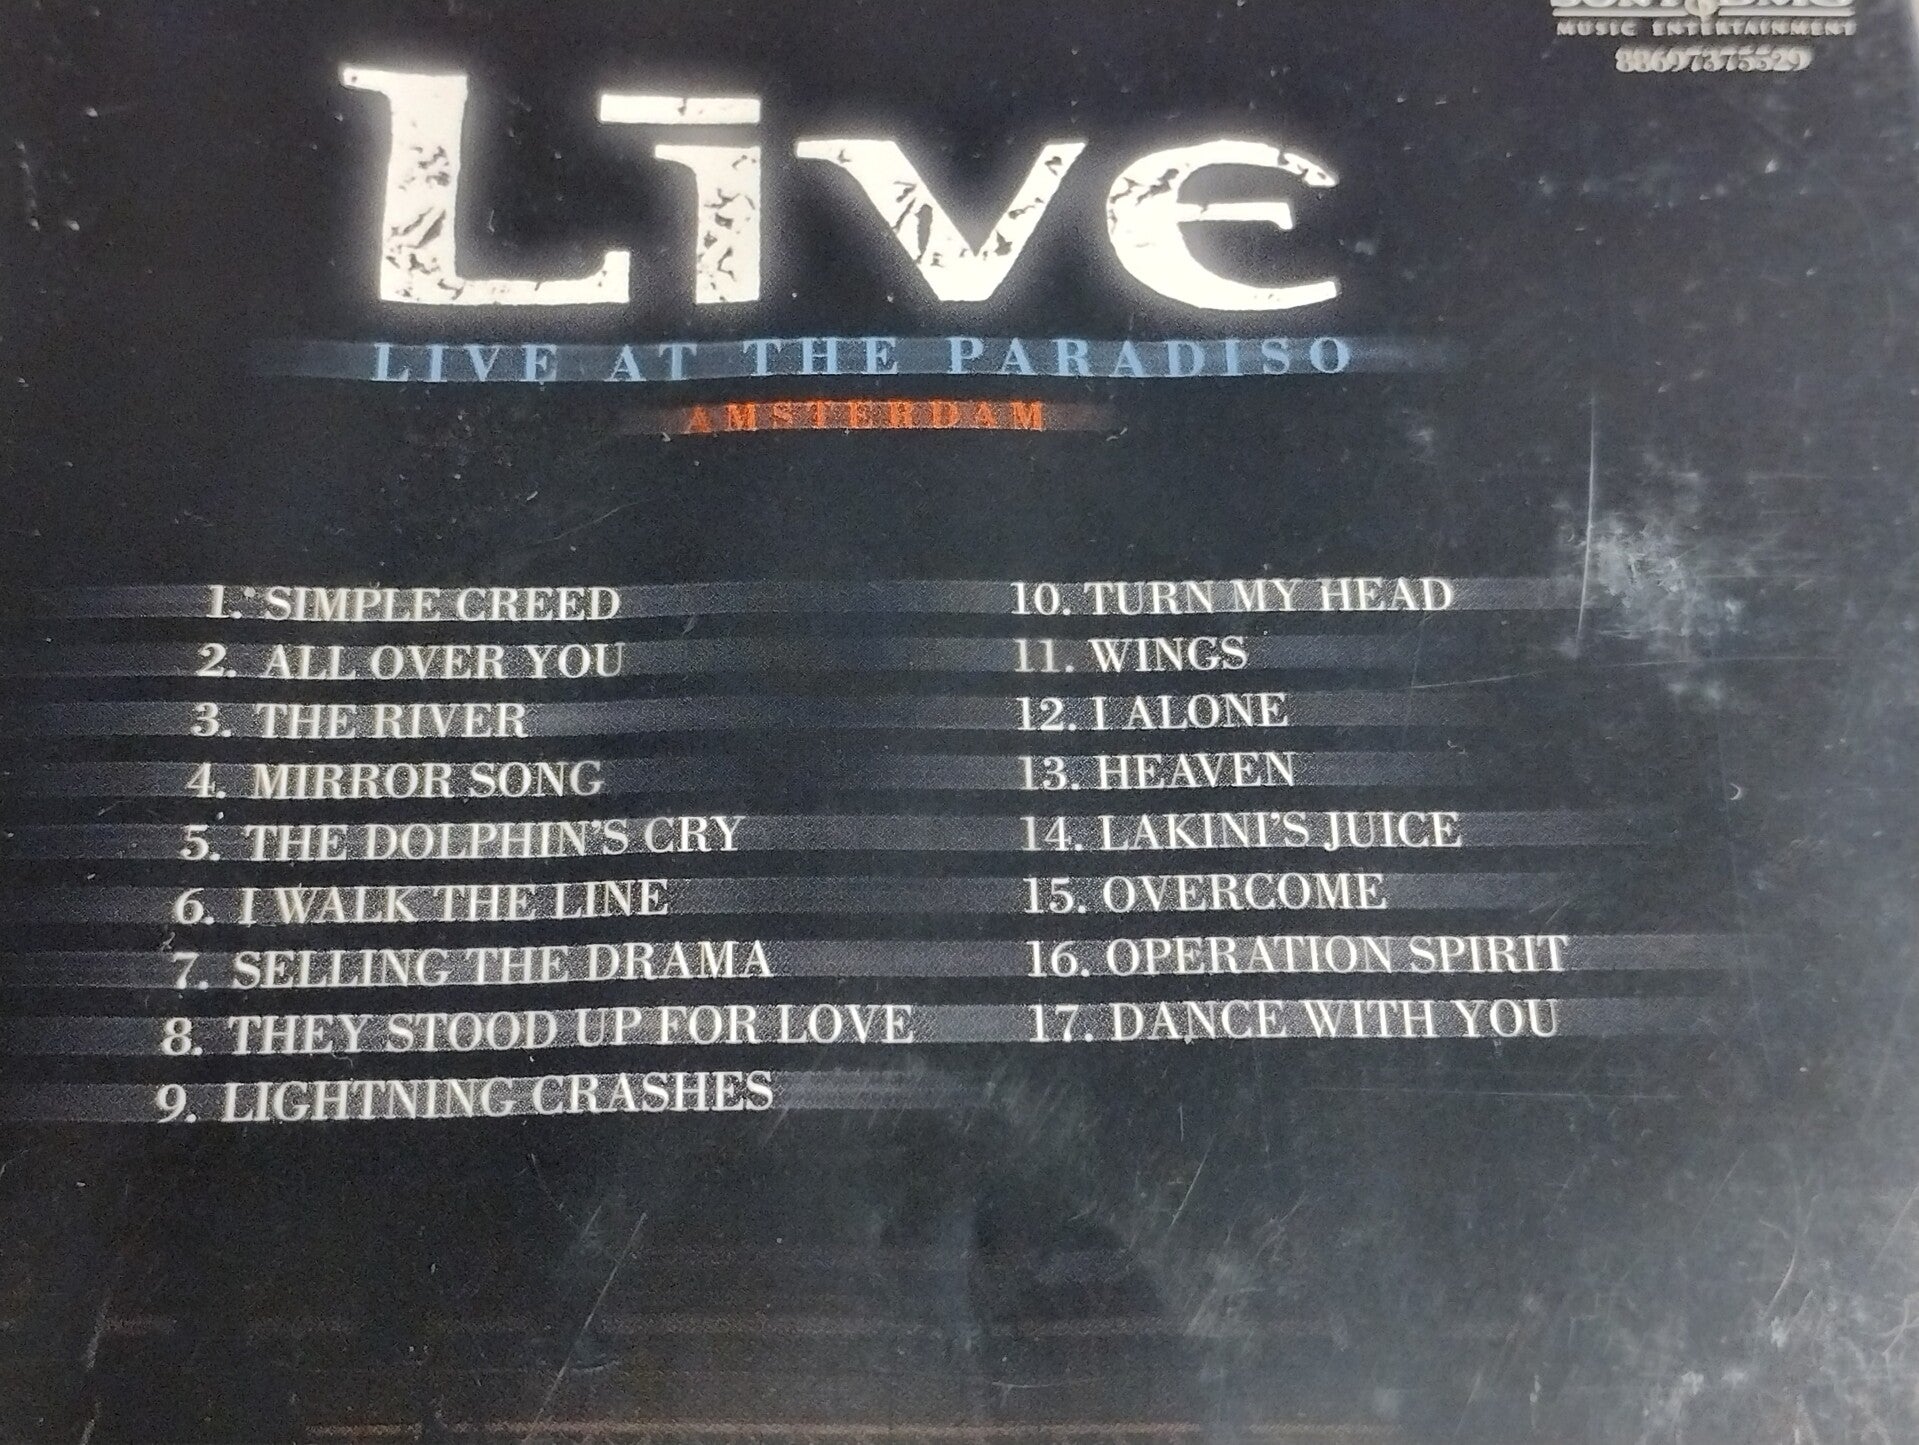 MUSIC ENTERTAINMENT
88697375529
Live
LIVE AT THE PARADISO
AMSTERDAM
1. SIMPLE CREED
2. ALL OVER YOU
3. THE RIVER
4. MIRROR SONG
5. THE DOLPHIN'S CRY
6. I WALK THE LINE
7. SELLING THE DRAMA
8. THEY STOOD UP FOR LOVE
9. LIGHTNING CRASHES
10. TURN MY HEAD
11. WINGS
12. I ALONE
13. HEAVEN
14. LAKINI'S JUICE
15. OVERCOME
16. OPERATION SPIRIT
17. DANCE WITH YOU